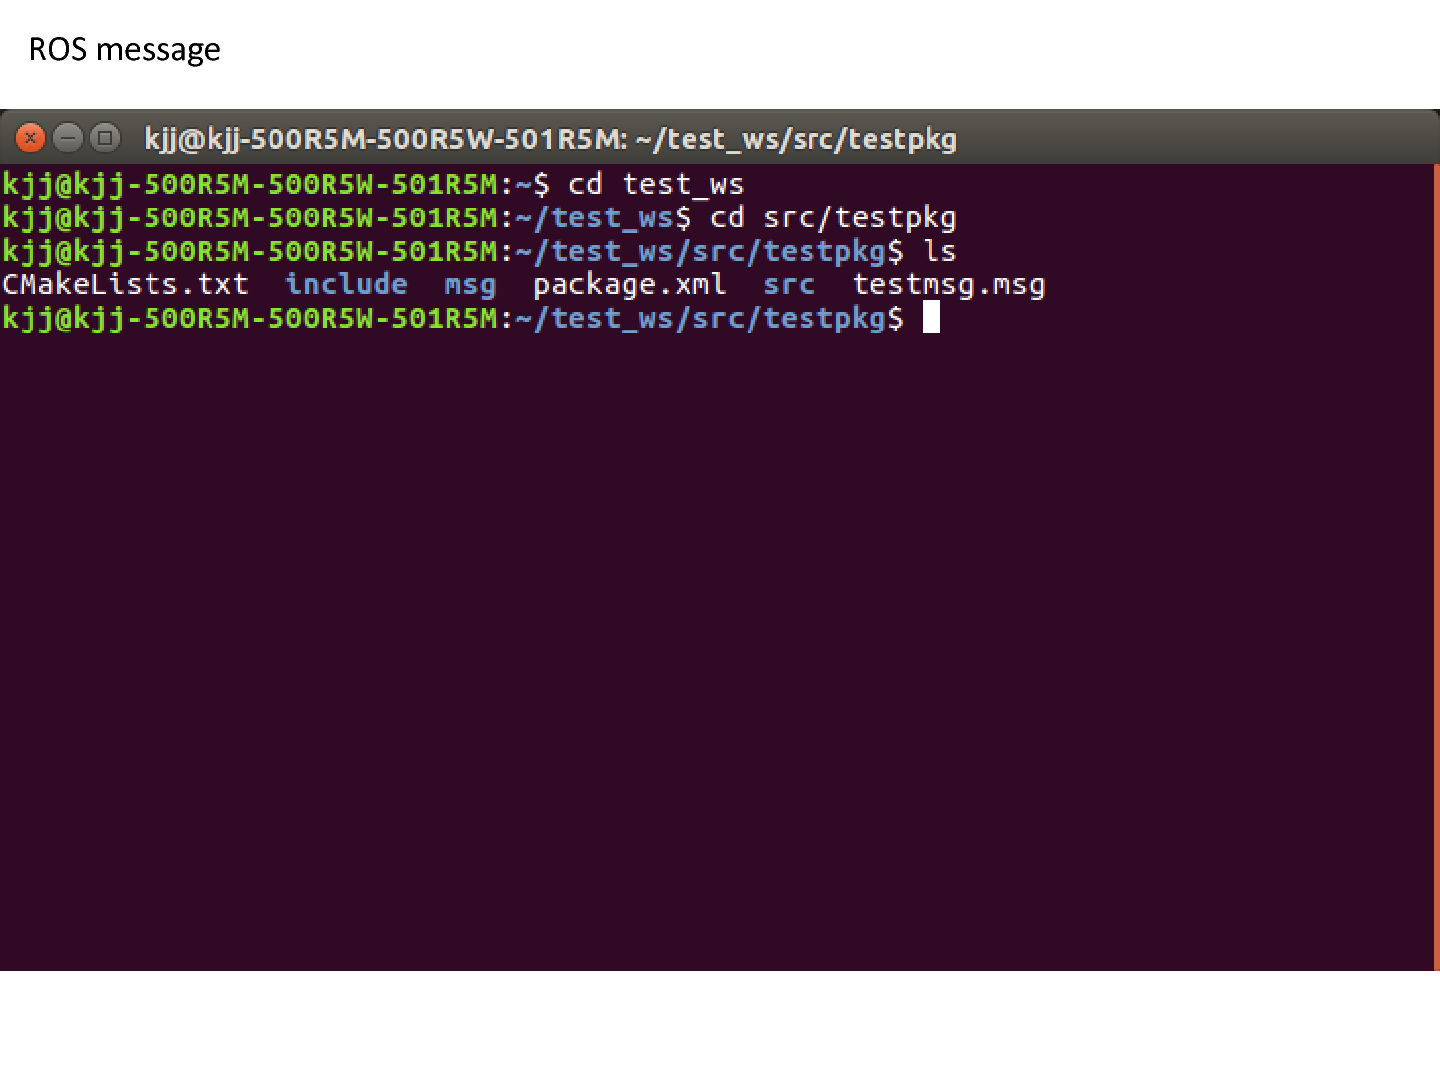 ROS message
kjj@kjj-500R5M-500R5W-501R5M: ~/test_ws/src/testpkg
kjj@kjj-500R5M-500R5W-501R5M:~$ cd test_ws
kjj@kjj-500R5M-500R5W-501R5M:~/test_ws$ cd src/testpkg
kjj@kjj-500R5M-500R5W-501R5M:~/test_ws/src/testpkg$ ls
CMakeLists.txt  include  msg  package.xml  src  testmsg.msg
kjj@kjj-500R5M-500R5W-501R5M:~/test_ws/src/testpkg$